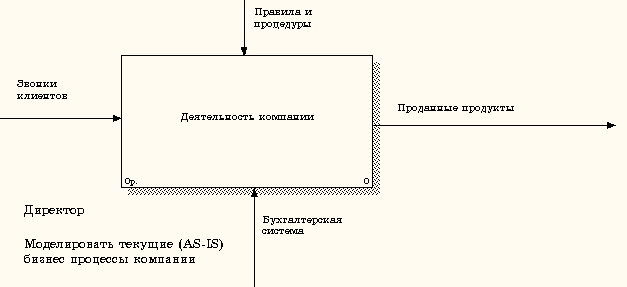 Правила и
процедуры
Звонки
клиентов
Деятельность компании
Проданные продукты
0р.
0
Директор
Бухгалтерская
система
Моделировать текущие (AS-IS)
бизнес процессы компании